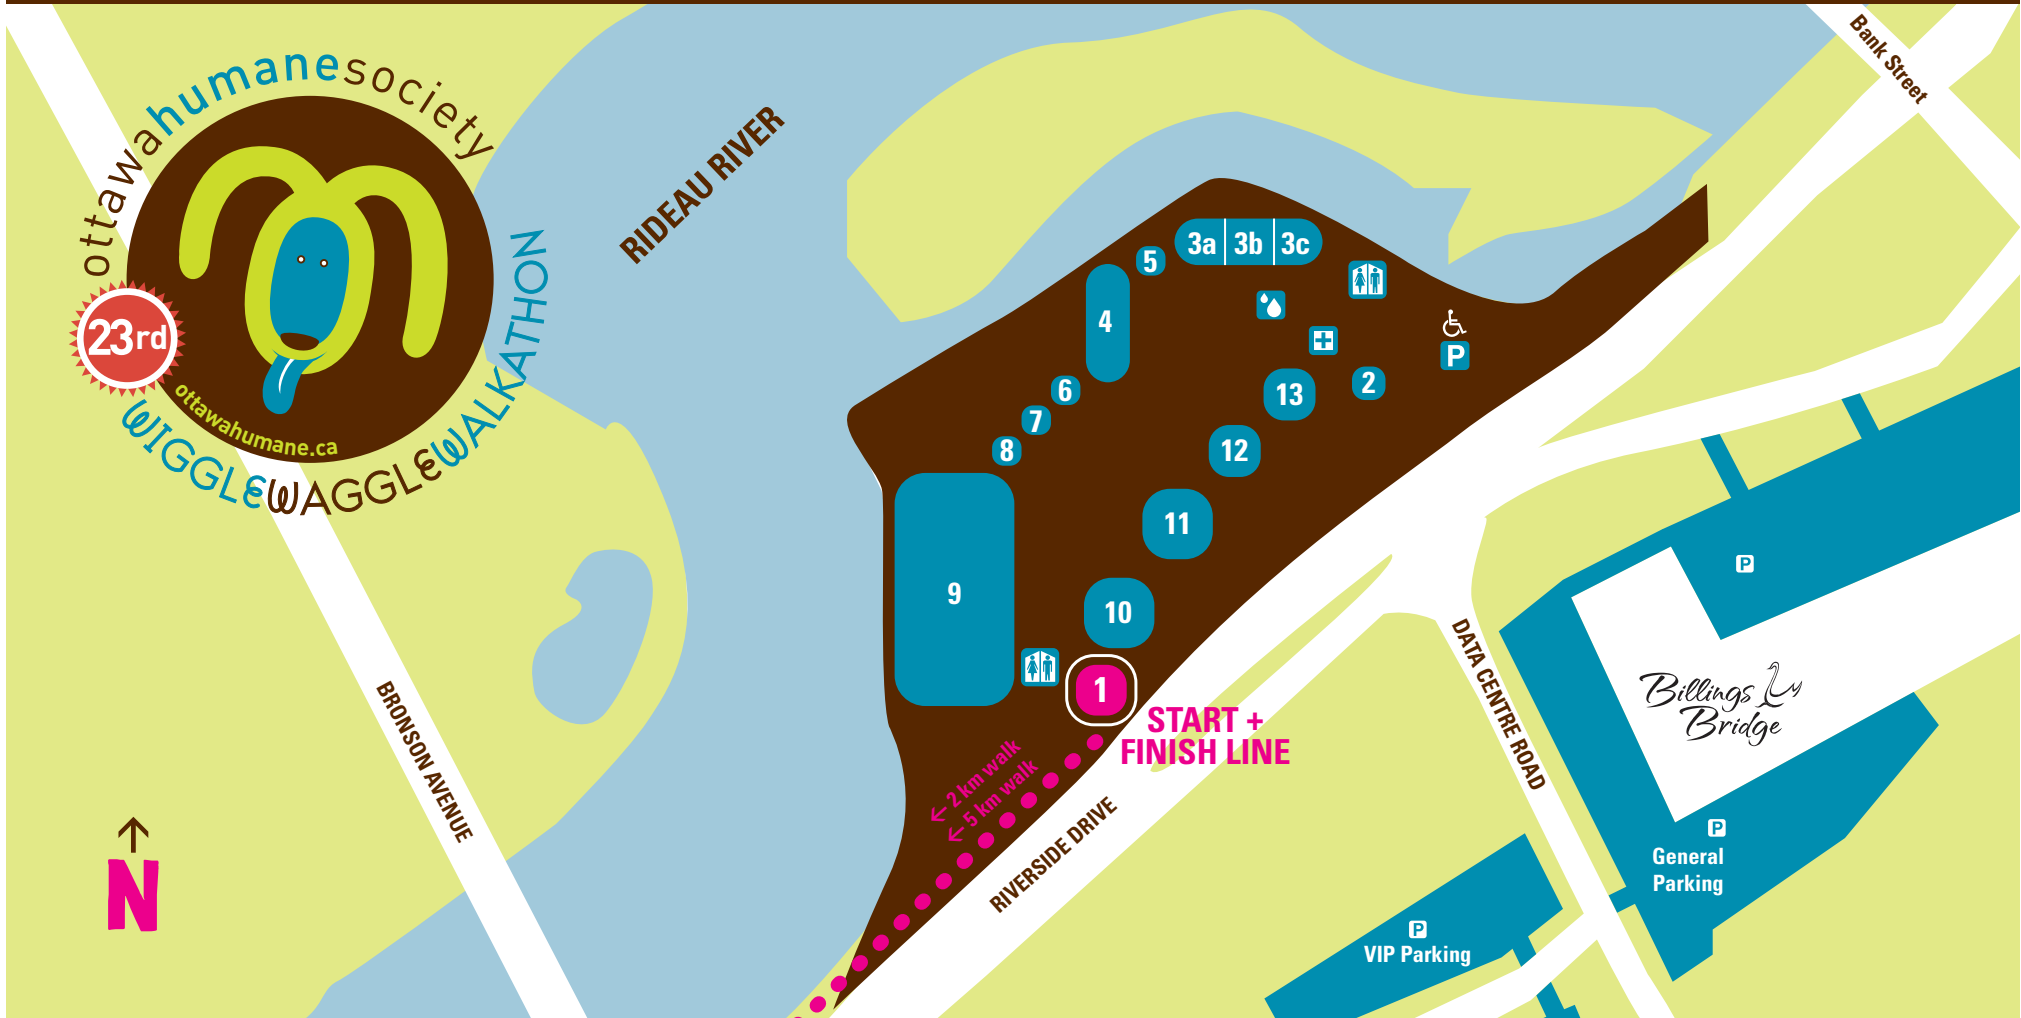 ottawahumanesociety
23rd
ottawahumane.ca
WIGGLEWAGGLEWALKATHON
RIDEAU RIVER
Bank Street
3a 3b 3c
5
4
6
7
8
P
2
13
12
11
9
10
1
START +
FINISH LINE
← 2 km walk
← 5 km walk
RIVERSIDE DRIVE
BRONSON AVENUE
DATA CENTRE ROAD
P
Billings
Bridge
P
General
Parking
P
VIP Parking
↑
N